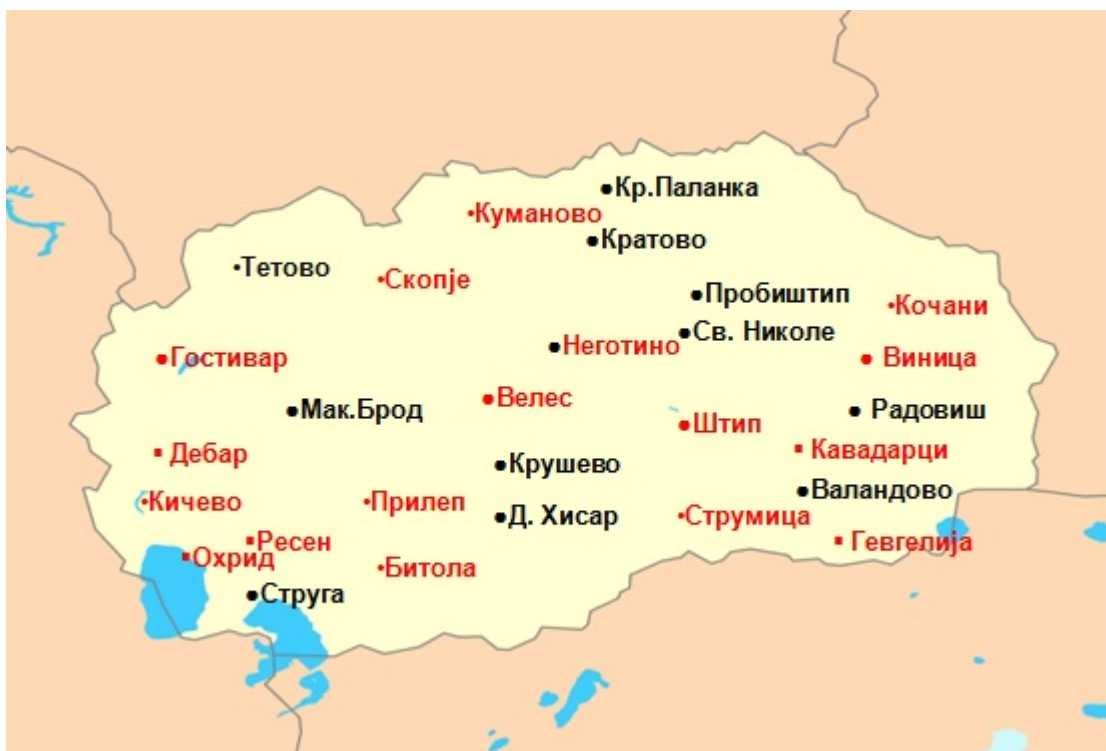 Кр.Паланка
Куманово
Кратово
Тетово
Скопје
Пробиштип
Кочани
Св. Николе
Неготино
Гостивар
Виница
Велес
Мак.Брод
Радовиш
Штип
Дебар
Кавадарци
Крушево
Валандово
Кичево
Прилеп
Д. Хисар
Струмица
Ресен
Гевгелија
Охрид
Битола
Струга